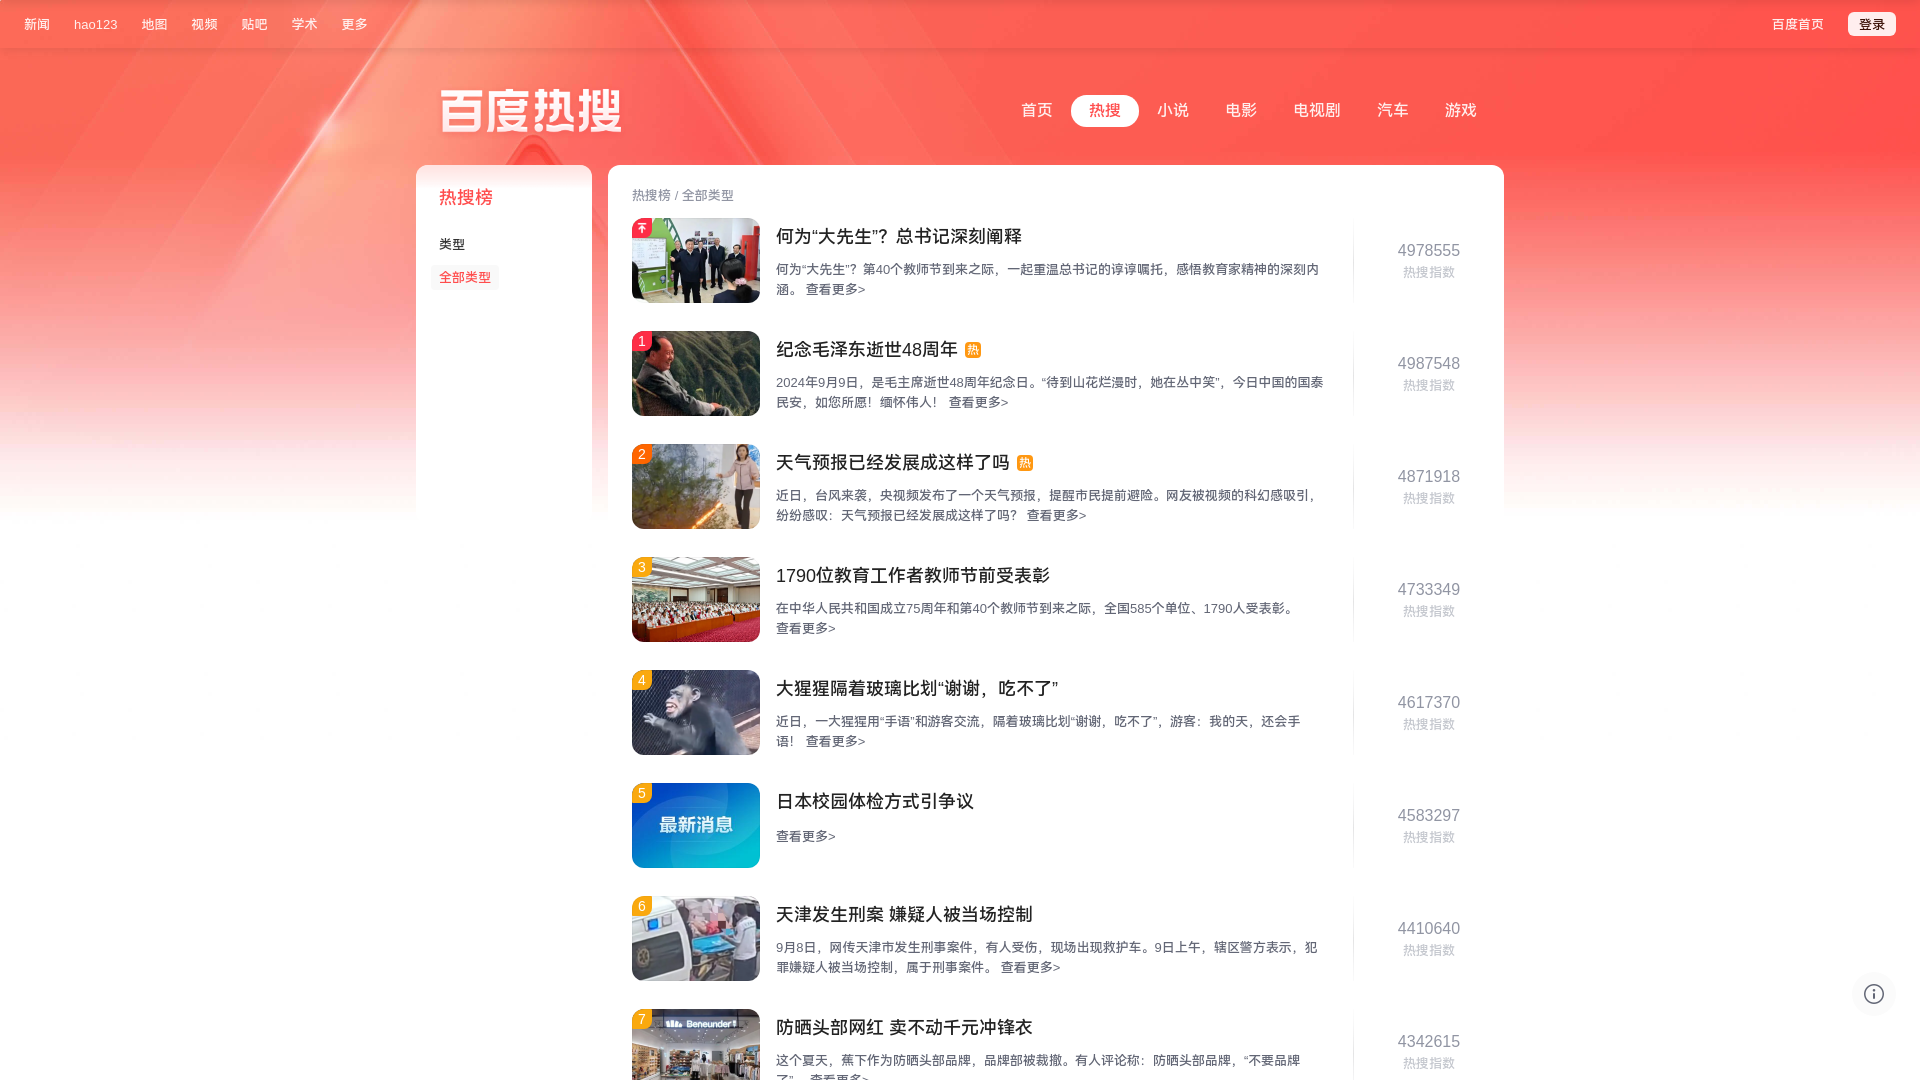 新闻 hao123 地图 视频 贴吧 学术 更多 百度首页 登录
百度热搜
首页 热搜 小说 电影 电视剧 汽车 游戏
热搜榜
类型
全部类型
热搜榜 / 全部类型
何为“大先生”？总书记深刻阐释
何为“大先生”？第40个教师节到来之际，一起重温总书记的谆谆嘱托，感悟教育家精神的深刻内
涵。 查看更多>
4978555
热搜指数
1
纪念毛泽东逝世48周年 热
2024年9月9日，是毛主席逝世48周年纪念日。“待到山花烂漫时，她在丛中笑”，今日中国的国泰
民安，如您所愿！缅怀伟人！ 查看更多>
4987548
热搜指数
2
天气预报已经发展成这样了吗 热
近日，台风来袭，央视频发布了一个天气预报，提醒市民提前避险。网友被视频的科幻感吸引，
纷纷感叹：天气预报已经发展成这样了吗？ 查看更多>
4871918
热搜指数
3
1790位教育工作者教师节前受表彰
在中华人民共和国成立75周年和第40个教师节到来之际，全国585个单位、1790人受表彰。
查看更多>
4733349
热搜指数
4
大猩猩隔着玻璃比划“谢谢，吃不了”
近日，一大猩猩用“手语”和游客交流，隔着玻璃比划“谢谢，吃不了”，游客：我的天，还会手
语！ 查看更多>
4617370
热搜指数
5
最新消息
日本校园体检方式引争议
查看更多>
4583297
热搜指数
6
天津发生刑案 嫌疑人被当场控制
9月8日，网传天津市发生刑事案件，有人受伤，现场出现救护车。9日上午，辖区警方表示，犯
罪嫌疑人被当场控制，属于刑事案件。 查看更多>
4410640
热搜指数
7
Beneunder
防晒头部网红 卖不动千元冲锋衣
这个夏天，蕉下作为防晒头部品牌，品牌部被裁撤。有人评论称：防晒头部品牌，“不要品牌
了”。 查看更多>
4342615
热搜指数